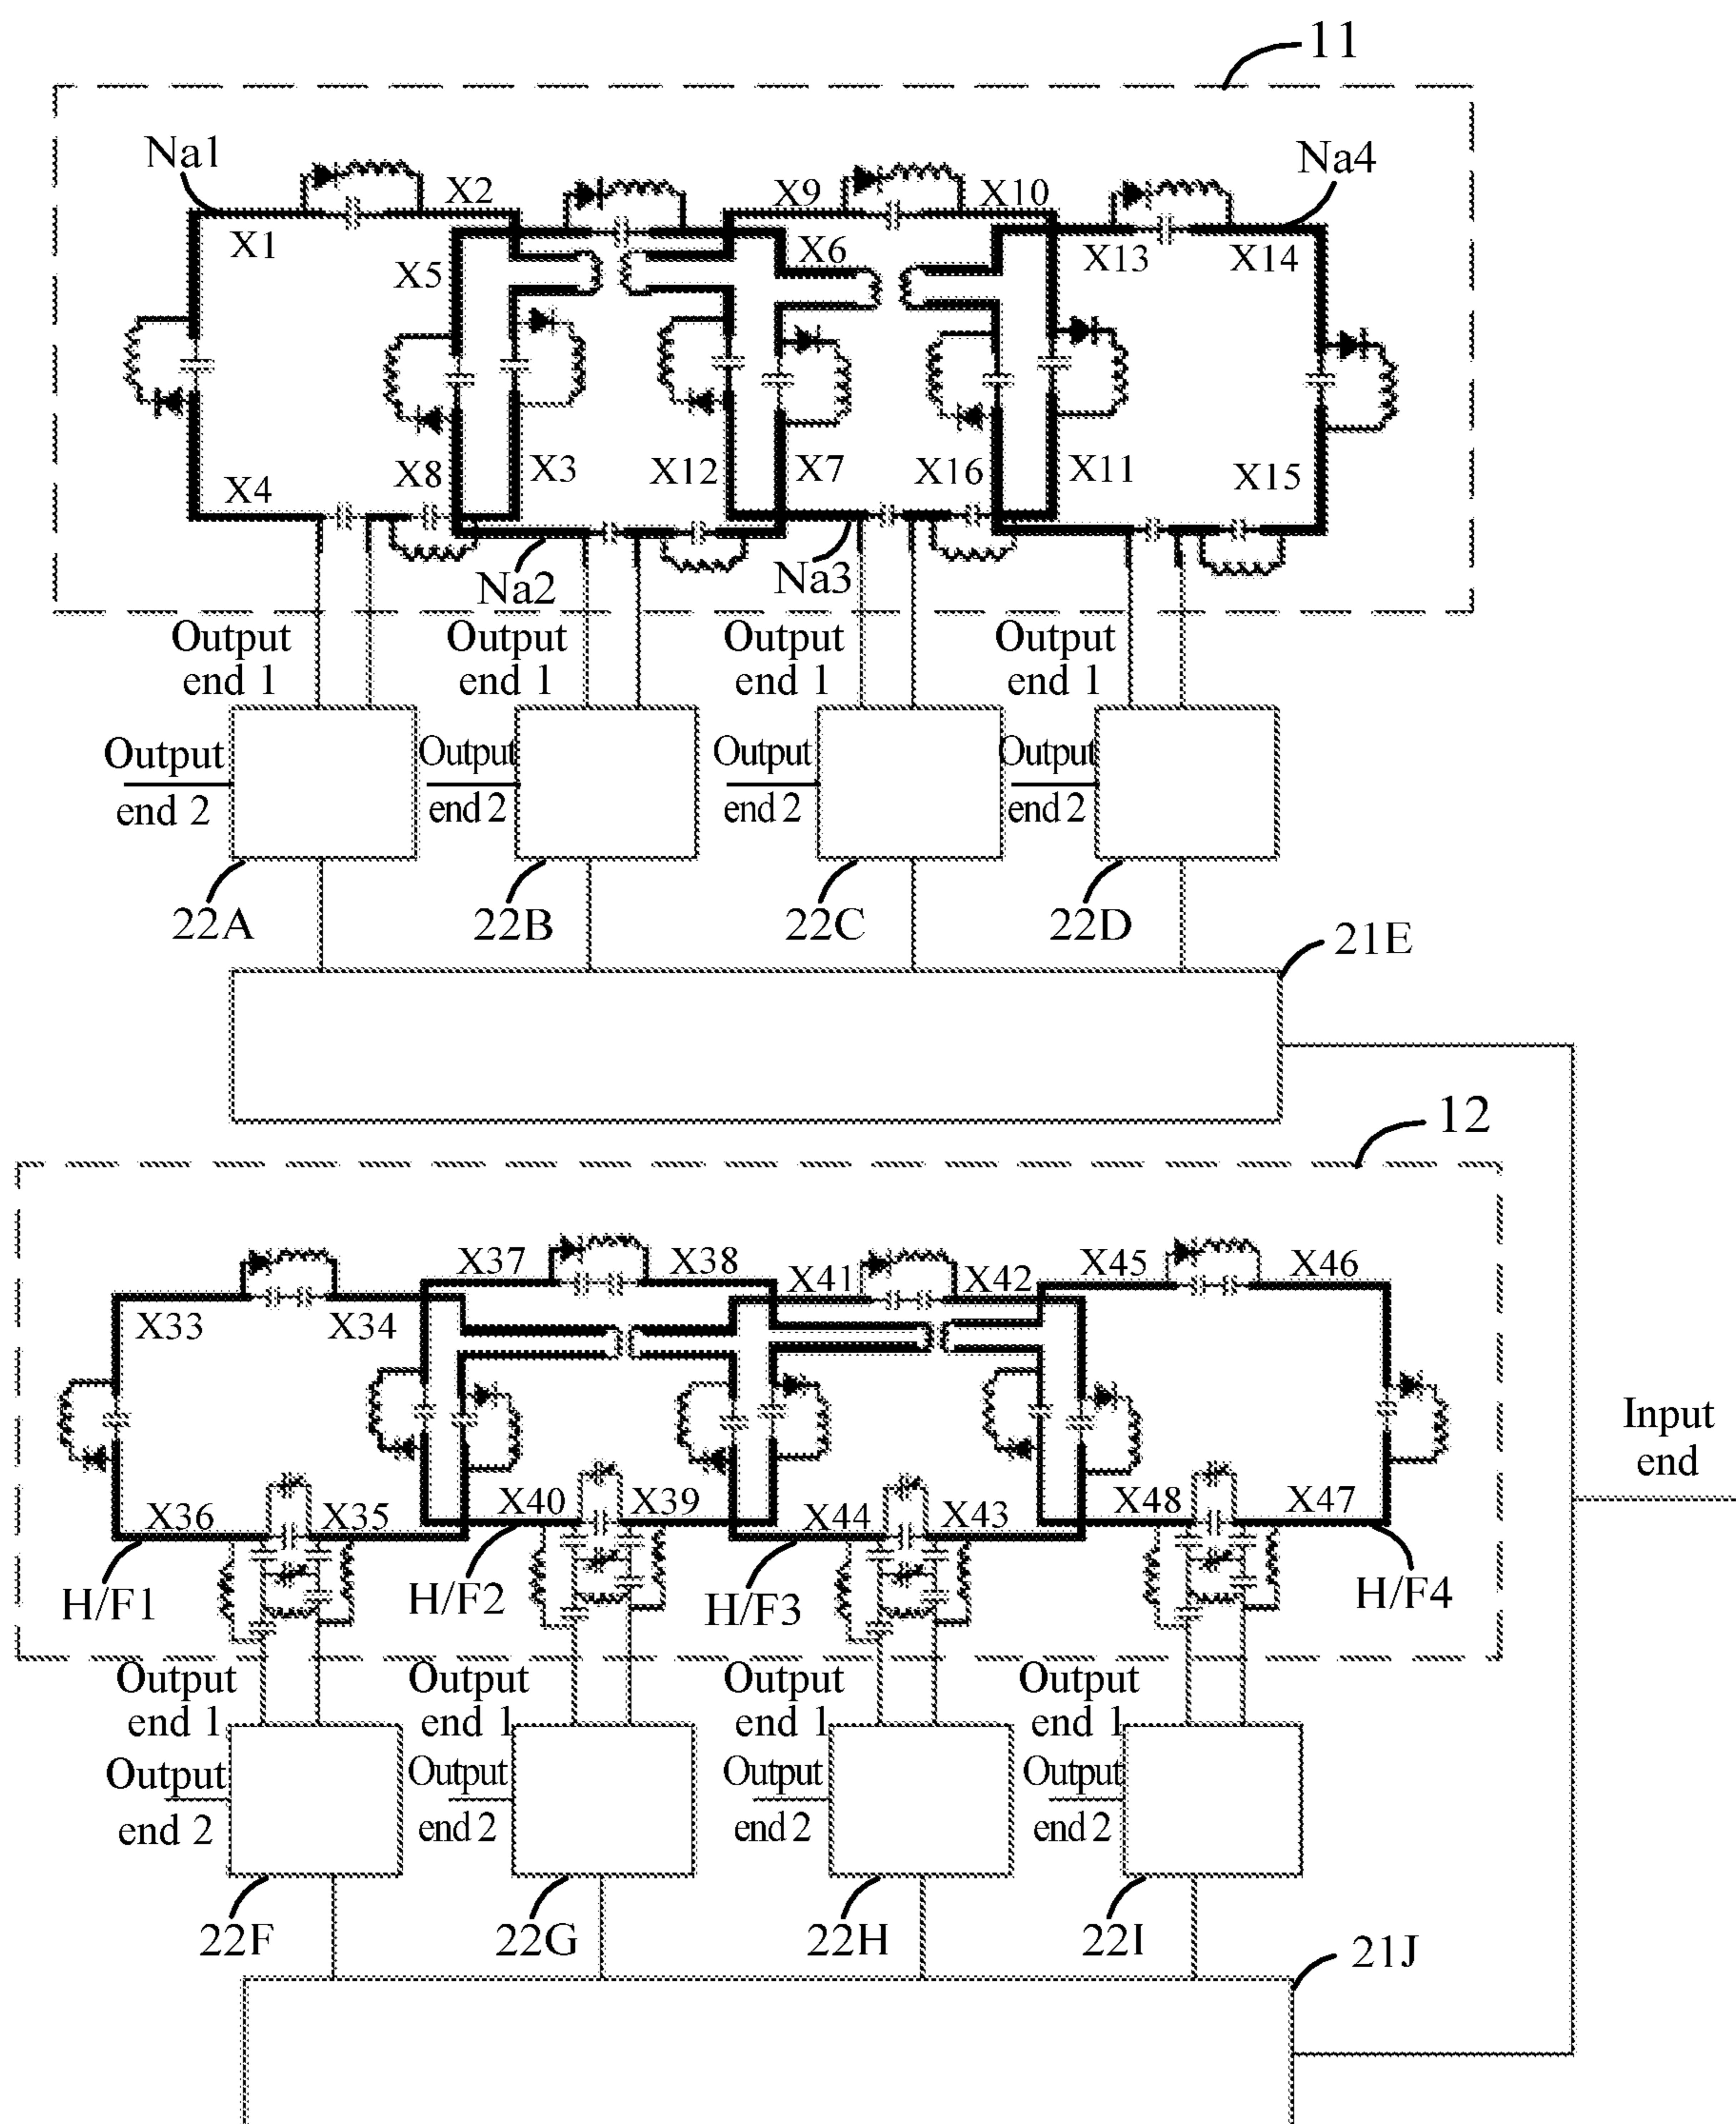 11
Na1
X2
X9
X10
Na4
X1
X5
X6
X13
X14
X4
X8
X3
X12
X7
X16
X11
X15
Na2
Na3
Output
end 1
Output
end 1
Output
end 1
Output
end 1
Output
end 2
Output
end 2
Output
end 2
Output
end 2
22A
22B
22C
22D
21E
12
X37
X38
X41
X42
X45
X46
X33
X34
Input
end
X36
X35
X40
X39
X44
X43
X48
X47
H/F1
H/F2
H/F3
H/F4
Output
end 1
Output
end 1
Output
end 1
Output
end 1
Output
end 2
Output
end 2
Output
end 2
Output
end 2
22F
22G
22H
22I
21J